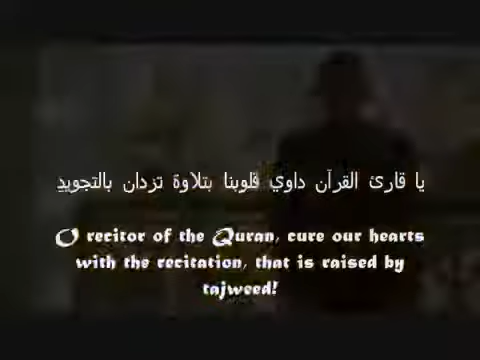 يا قارئ القرآن داوي قلوبنا بتلاوة تزدان بالتجويدِ
O recitor of the Quran, cure our hearts
with the recitation, that is raised by
tajweed!